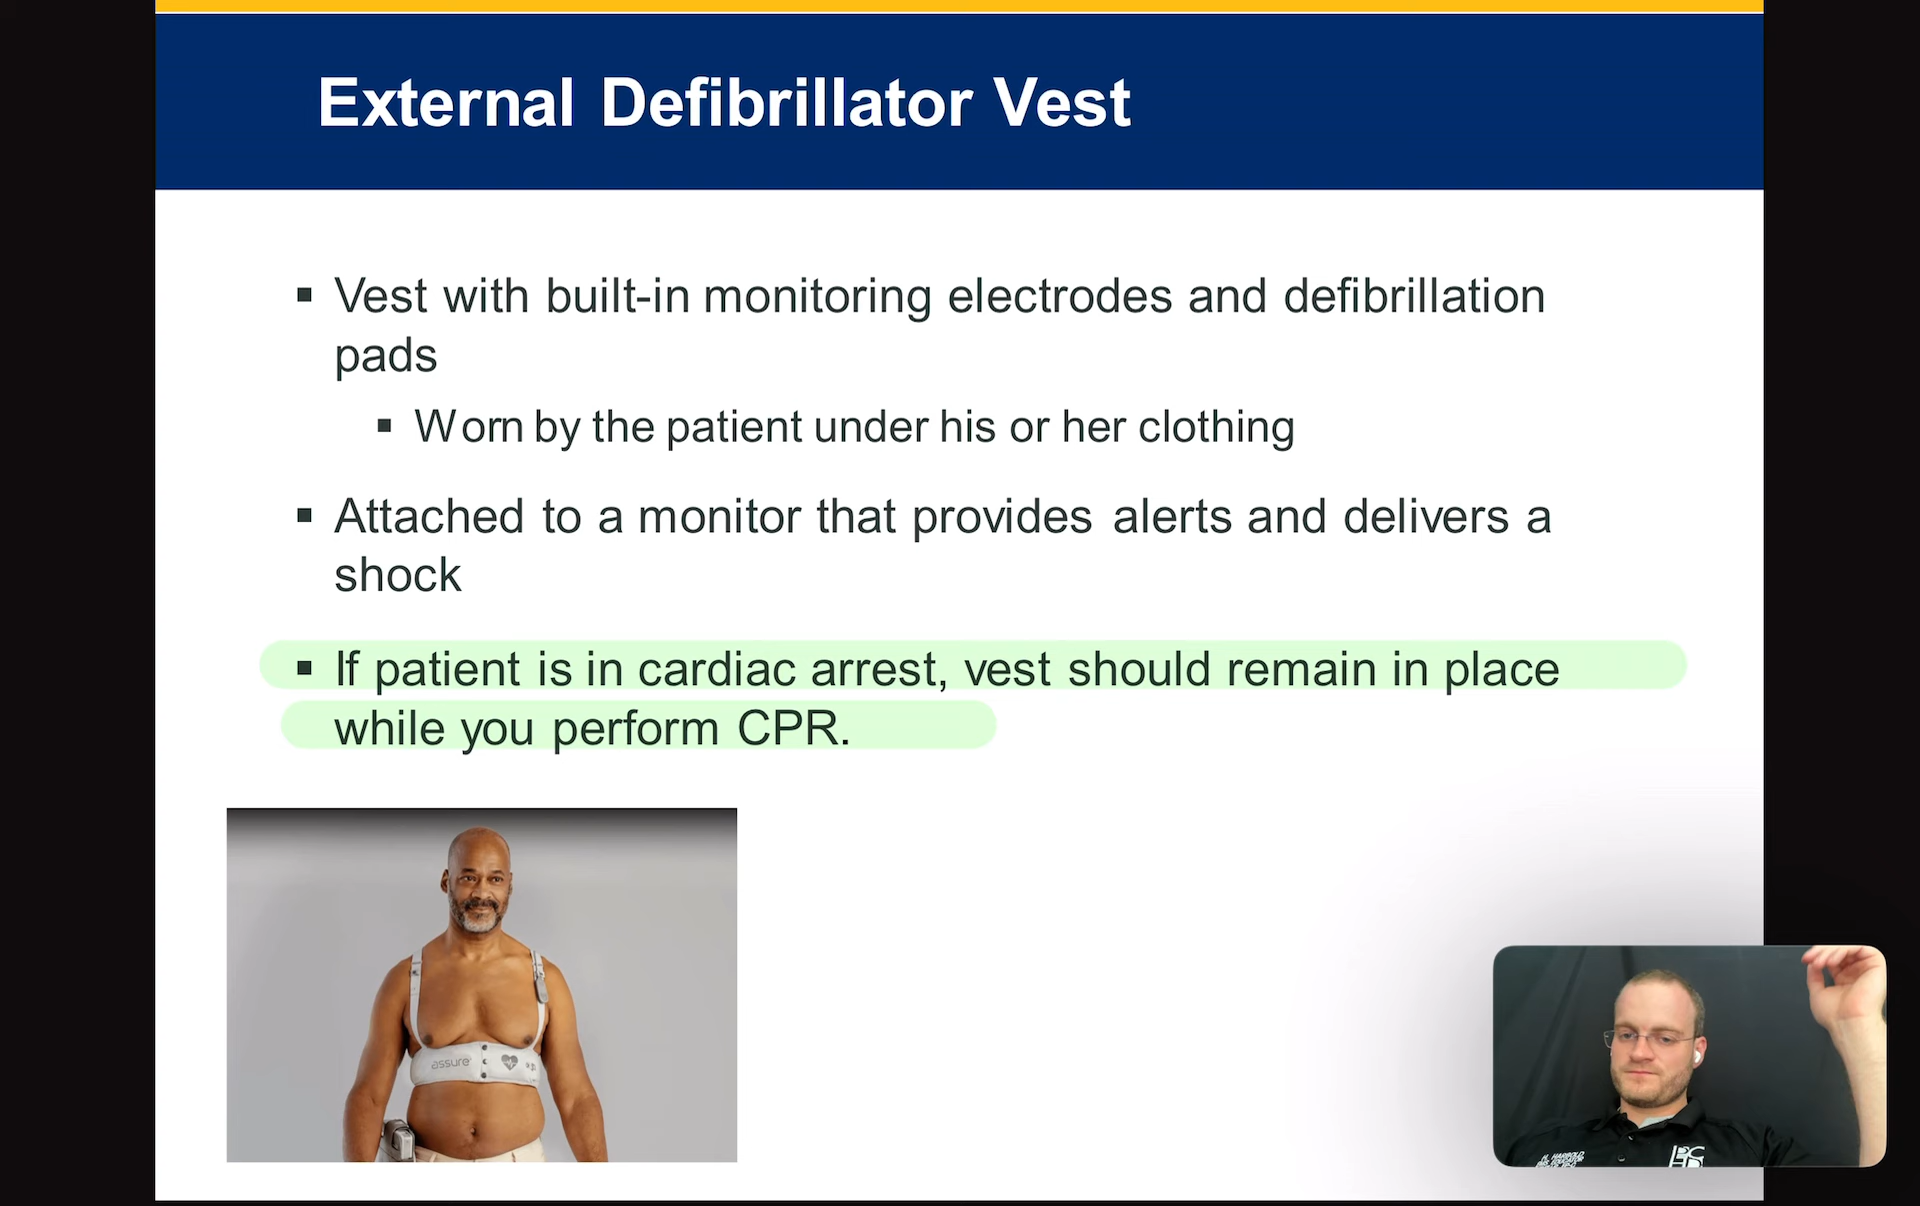 External Defibrillator Vest
▪ Vest with built-in monitoring electrodes and defibrillation
pads
▪ Worn by the patient under his or her clothing
▪ Attached to a monitor that provides alerts and delivers a
shock
▪ If patient is in cardiac arrest, vest should remain in place
while you perform CPR.
assure
M. HARBOLD